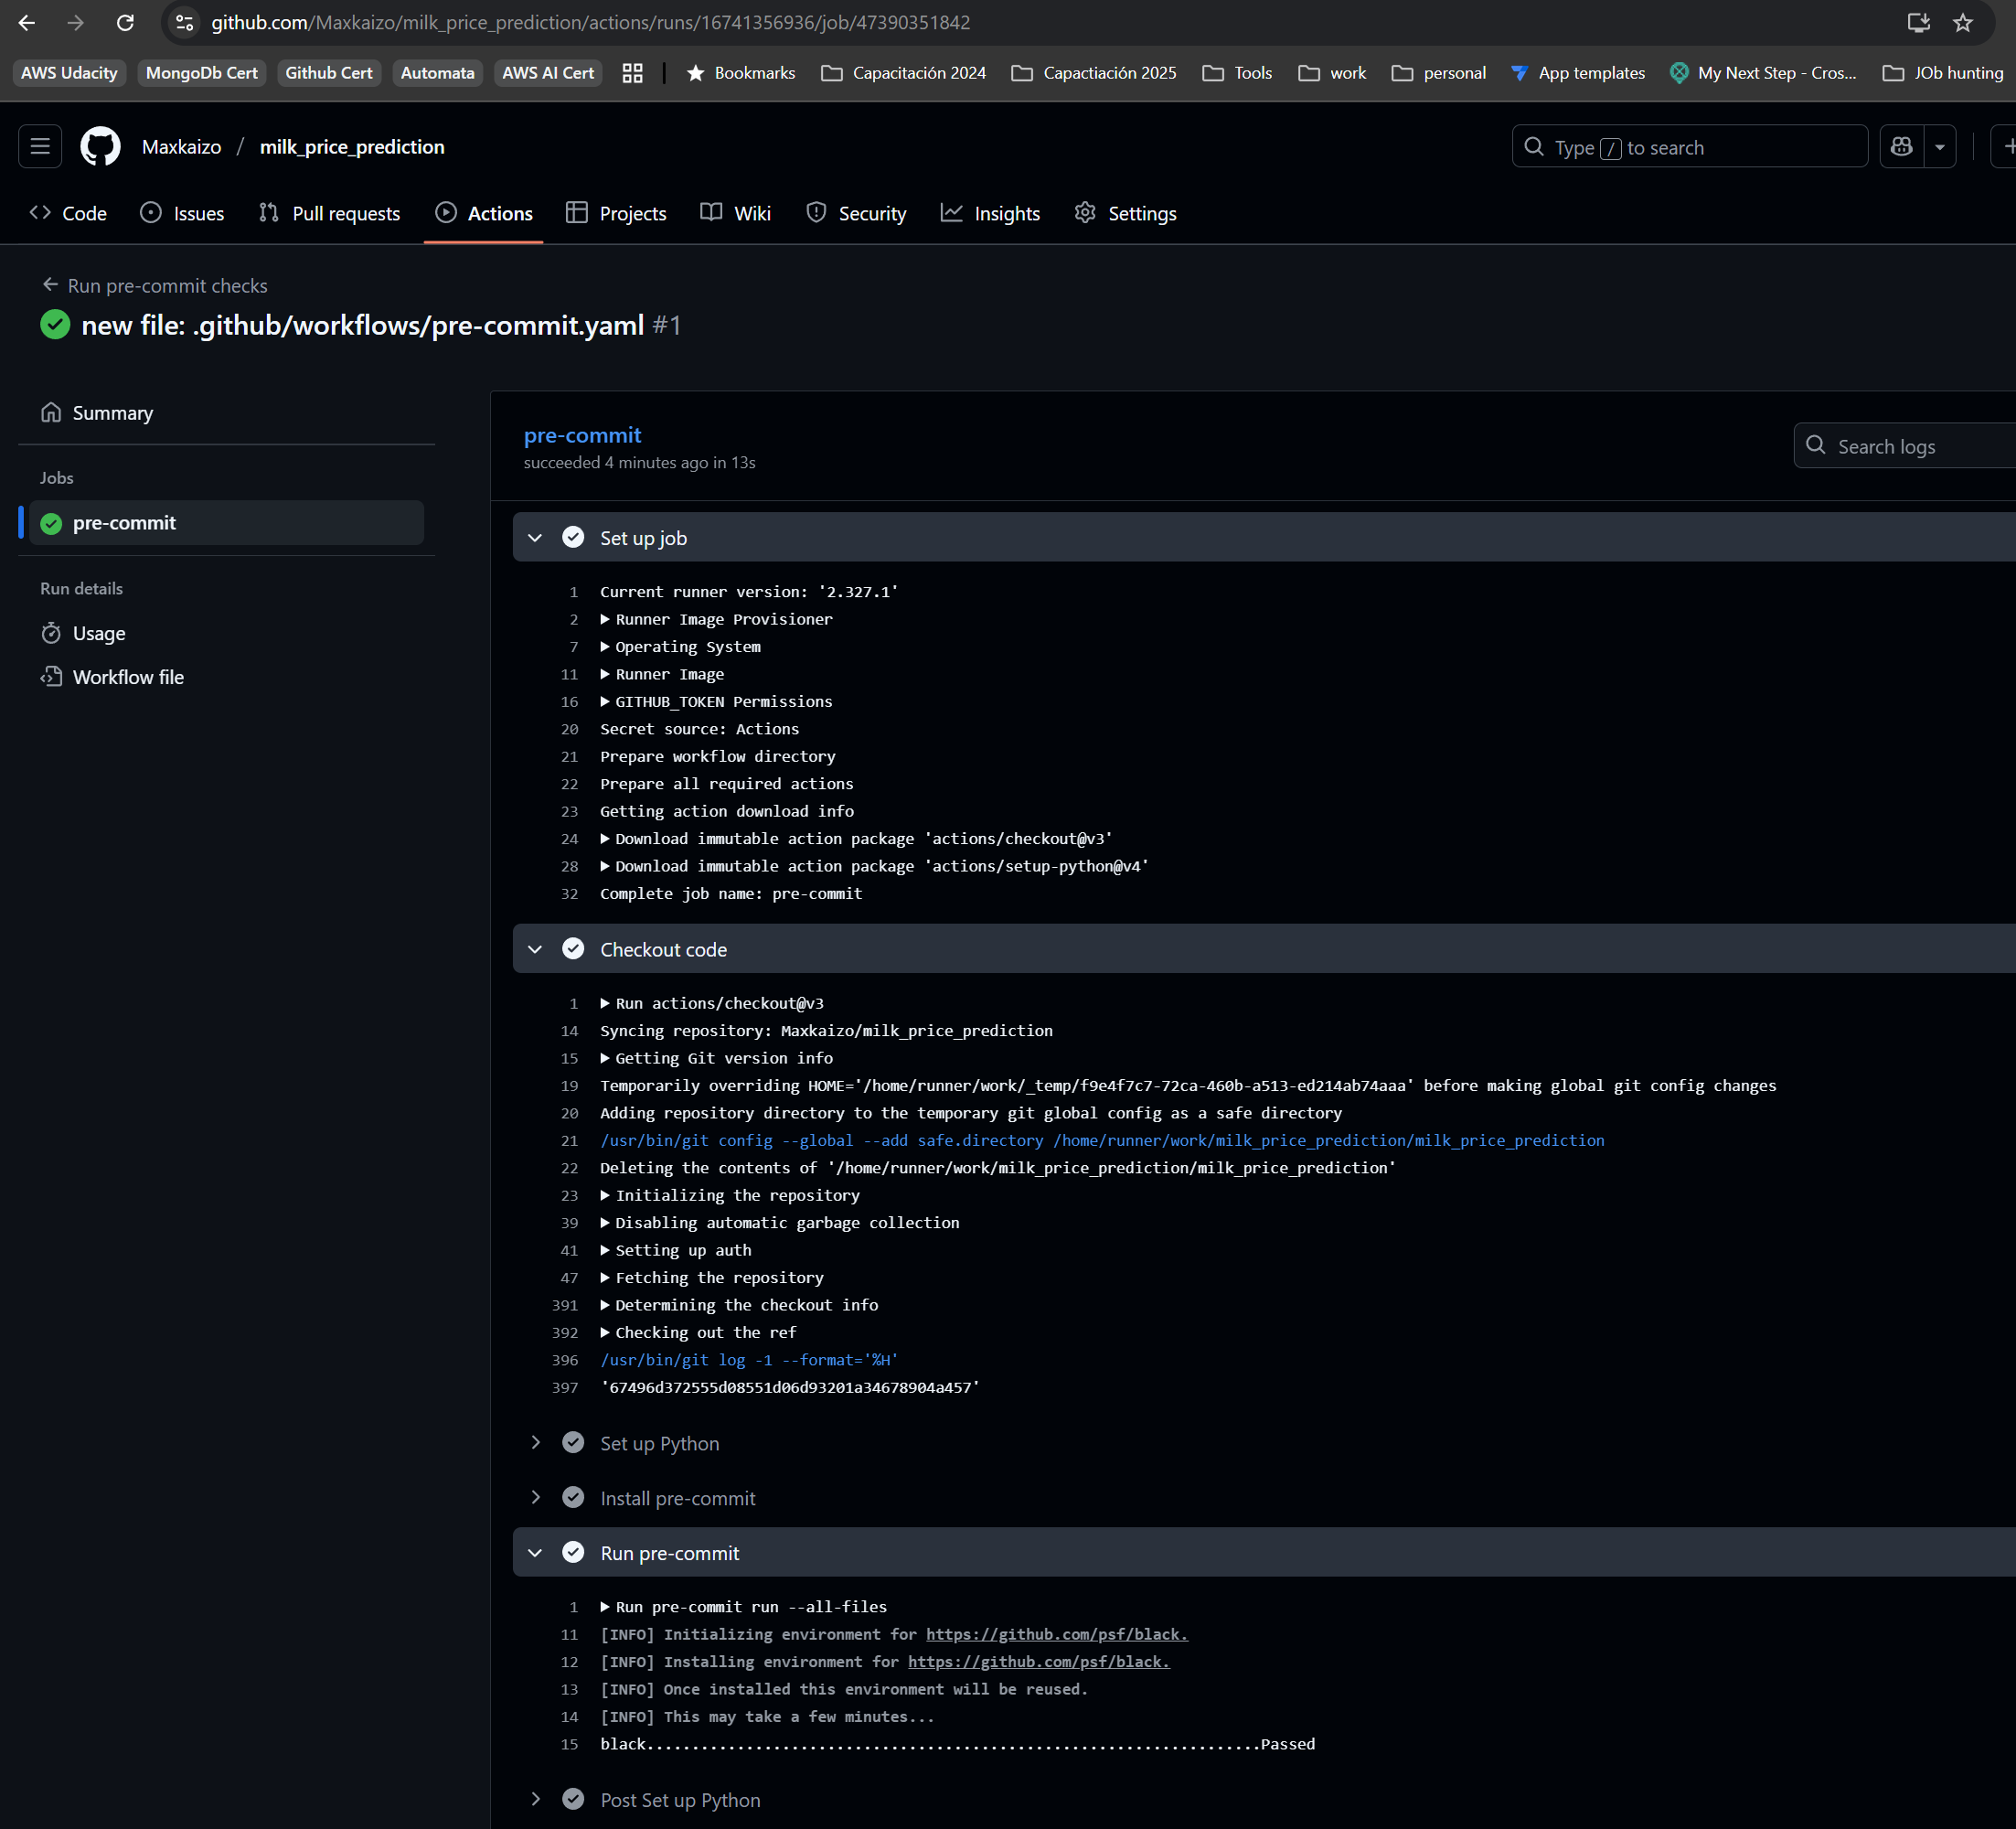 github.com/Maxkaizo/milk_price_prediction/actions/runs/16741356936/job/47390351842
AWS Udacity MongoDb Cert Github Cert Automata AWS AI Cert Bookmarks Capacitación 2024 Capactiación 2025 Tools work personal App templates My Next Step - Cros... JOb hunting
Maxkaizo / milk_price_prediction Type / to search
Code Issues Pull requests Actions Projects Wiki Security Insights Settings
Run pre-commit checks
new file: .github/workflows/pre-commit.yaml #1
Summary
Jobs
pre-commit
Run details
Usage
Workflow file
pre-commit
succeeded 4 minutes ago in 13s
Search logs
Set up job
1 Current runner version: '2.327.1'
2 Runner Image Provisioner
7 Operating System
11 Runner Image
16 GITHUB_TOKEN Permissions
20 Secret source: Actions
21 Prepare workflow directory
22 Prepare all required actions
23 Getting action download info
24 Download immutable action package 'actions/checkout@v3'
28 Download immutable action package 'actions/setup-python@v4'
32 Complete job name: pre-commit
Checkout code
1 Run actions/checkout@v3
14 Syncing repository: Maxkaizo/milk_price_prediction
15 Getting Git version info
19 Temporarily overriding HOME='/home/runner/work/_temp/f9e4f7c7-72ca-460b-a513-ed214ab74aaa' before making global git config changes
20 Adding repository directory to the temporary git global config as a safe directory
21 /usr/bin/git config --global --add safe.directory /home/runner/work/milk_price_prediction/milk_price_prediction
22 Deleting the contents of '/home/runner/work/milk_price_prediction/milk_price_prediction'
23 Initializing the repository
39 Disabling automatic garbage collection
41 Setting up auth
47 Fetching the repository
391 Determining the checkout info
392 Checking out the ref
396 /usr/bin/git log -1 --format='%H'
397 '67496d372555d08551d06d93201a34678904a457'
Set up Python
Install pre-commit
Run pre-commit
1 Run pre-commit run --all-files
11 [INFO] Initializing environment for https://github.com/psf/black.
12 [INFO] Installing environment for https://github.com/psf/black.
13 [INFO] Once installed this environment will be reused.
14 [INFO] This may take a few minutes...
15 black....................................................................Passed
Post Set up Python